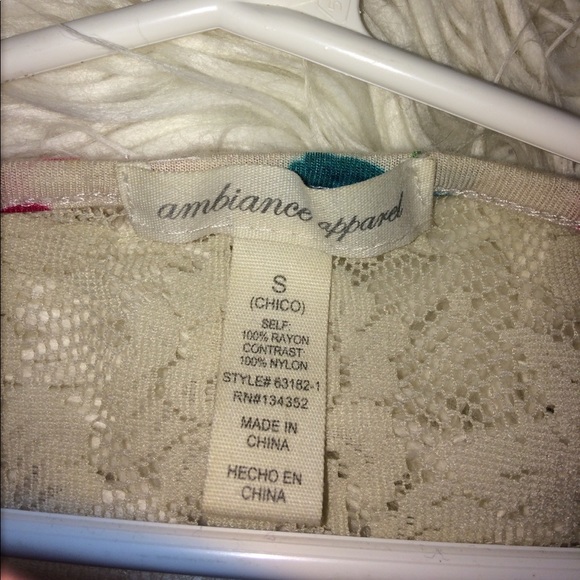 ambiance apparel
S
(CHICO)
SELF:
100% RAYON
CONTRAST:
100% NYLON
STYLE# 63182-1
RN#134352
MADE IN
CHINA
HECHO EN
CHINA